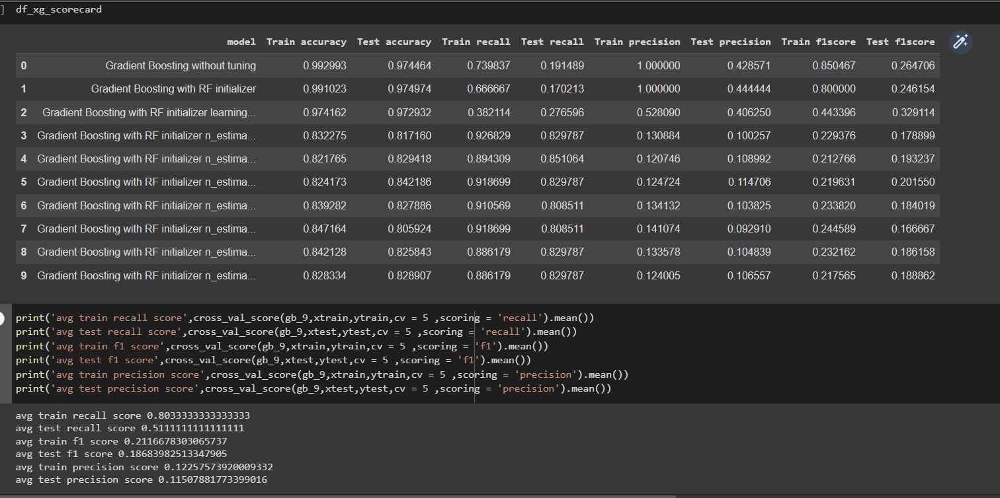 ] df_xg_scorecard
model Train accuracy Test accuracy Train recall Test recall Train precision Test precision Train f1score Test f1score
0 Gradient Boosting without tuning 0.992993 0.974464 0.739837 0.191489 1.000000 0.428571 0.850467 0.264706
1 Gradient Boosting with RF initializer 0.991023 0.974974 0.666667 0.170213 1.000000 0.444444 0.800000 0.246154
2 Gradient Boosting with RF initializer learning... 0.974162 0.972932 0.382114 0.276596 0.528090 0.406250 0.443396 0.329114
3 Gradient Boosting with RF initializer n_estima... 0.832275 0.817160 0.926829 0.829787 0.130884 0.100257 0.229376 0.178899
4 Gradient Boosting with RF initializer n_estima... 0.821765 0.829418 0.894309 0.851064 0.120746 0.108992 0.212766 0.193237
5 Gradient Boosting with RF initializer n_estima... 0.824173 0.842186 0.918699 0.829787 0.124724 0.114706 0.219631 0.201550
6 Gradient Boosting with RF initializer n_estima... 0.839282 0.827886 0.910569 0.808511 0.134132 0.103825 0.233820 0.184019
7 Gradient Boosting with RF initializer n_estima... 0.847164 0.805924 0.918699 0.808511 0.141074 0.092910 0.244589 0.166667
8 Gradient Boosting with RF initializer n_estima... 0.842128 0.825843 0.886179 0.829787 0.133578 0.104839 0.232162 0.186158
9 Gradient Boosting with RF initializer n_estima... 0.828334 0.828907 0.886179 0.829787 0.124005 0.106557 0.217565 0.188862
print('avg train recall score',cross_val_score(gb_9,xtrain,ytrain,cv = 5 ,scoring = 'recall').mean())
print('avg test recall score',cross_val_score(gb_9,xtest,ytest,cv = 5 ,scoring = 'recall').mean())
print('avg train f1 score',cross_val_score(gb_9,xtrain,ytrain,cv = 5 ,scoring = 'f1').mean())
print('avg test f1 score',cross_val_score(gb_9,xtest,ytest,cv = 5 ,scoring = 'f1').mean())
print('avg train precision score',cross_val_score(gb_9,xtrain,ytrain,cv = 5 ,scoring = 'precision').mean())
print('avg test precision score',cross_val_score(gb_9,xtest,ytest,cv = 5 ,scoring = 'precision').mean())
avg train recall score 0.8033333333333333
avg test recall score 0.5111111111111111
avg train f1 score 0.2116678303065737
avg test f1 score 0.18683982513347905
avg train precision score 0.12257573920009332
avg test precision score 0.11507881773399016